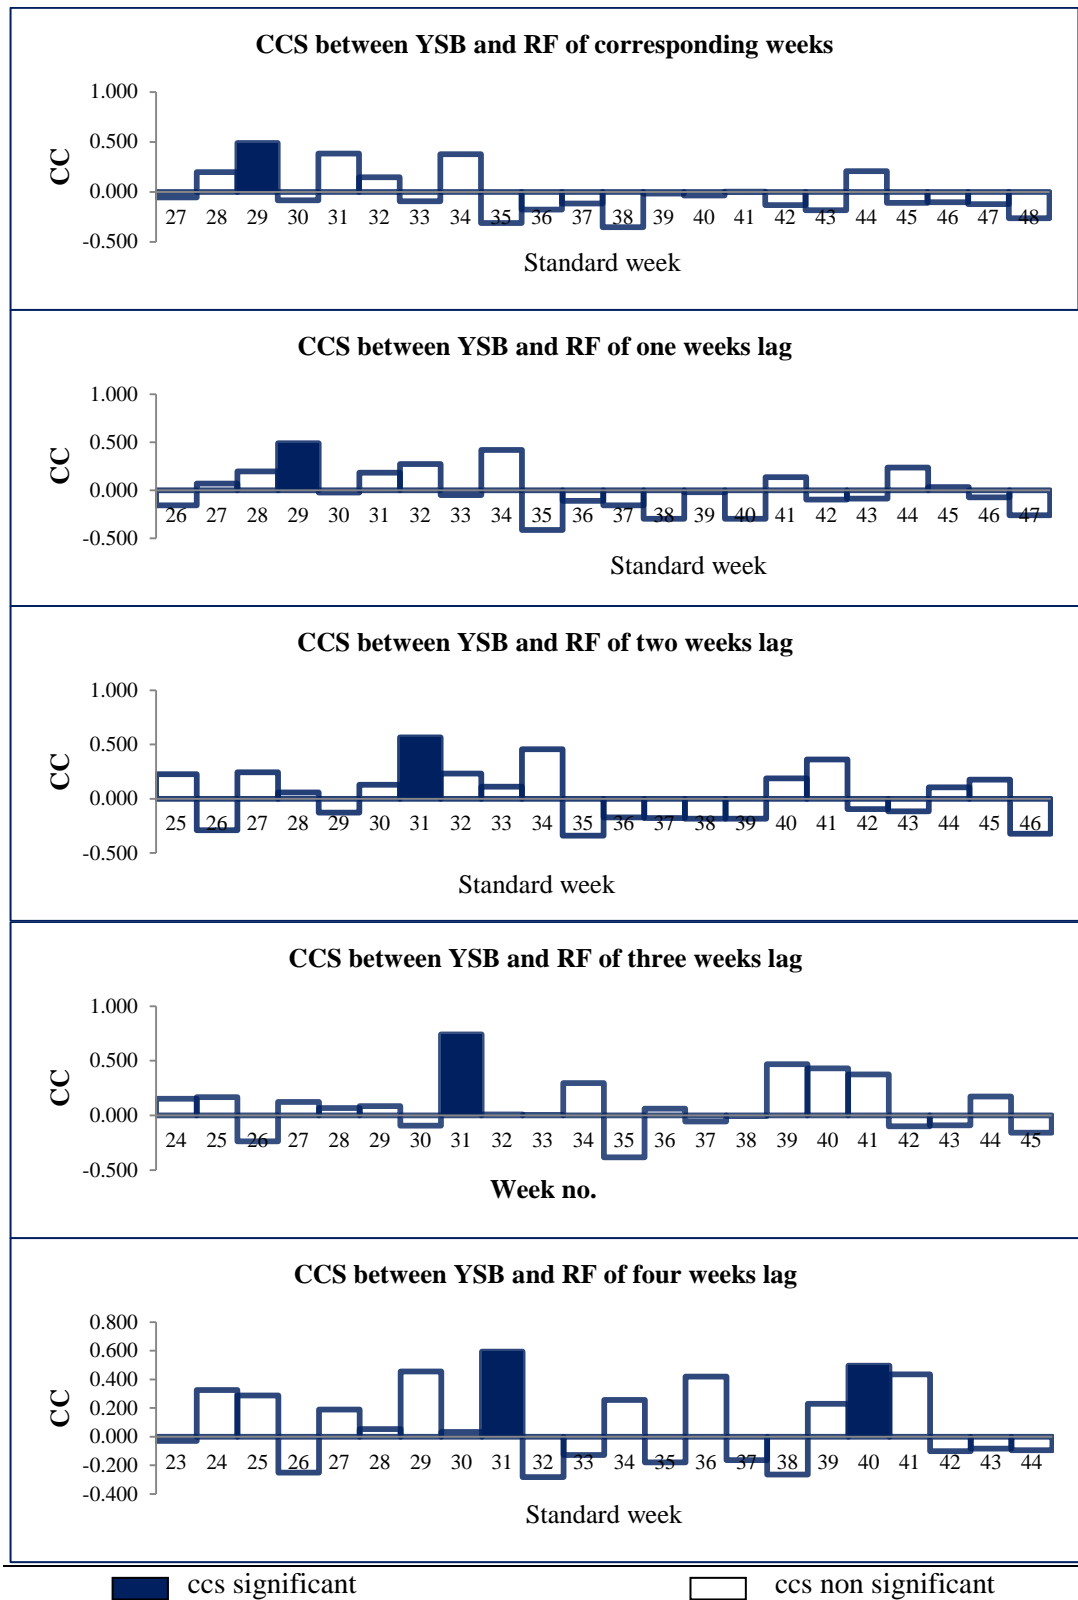 CCS between YSB and RF of corresponding weeks
1.000
0.500
0.000
-0.500
CC
27 28 29 30 31 32 33 34 35 36 37 38 39 40 41 42 43 44 45 46 47 48
Standard week
CCS between YSB and RF of one weeks lag
1.000
0.500
0.000
-0.500
CC
26 27 28 29 30 31 32 33 34 35 36 37 38 39 40 41 42 43 44 45 46 47
Standard week
CCS between YSB and RF of two weeks lag
1.000
0.500
0.000
-0.500
CC
25 26 27 28 29 30 31 32 33 34 35 36 37 38 39 40 41 42 43 44 45 46
Standard week
CCS between YSB and RF of three weeks lag
1.000
0.500
0.000
-0.500
CC
24 25 26 27 28 29 30 31 32 33 34 35 36 37 38 39 40 41 42 43 44 45
Week no.
CCS between YSB and RF of four weeks lag
0.800
0.600
0.400
0.200
0.000
-0.200
-0.400
CC
23 24 25 26 27 28 29 30 31 32 33 34 35 36 37 38 39 40 41 42 43 44
Standard week
ccs significant ccs non significant